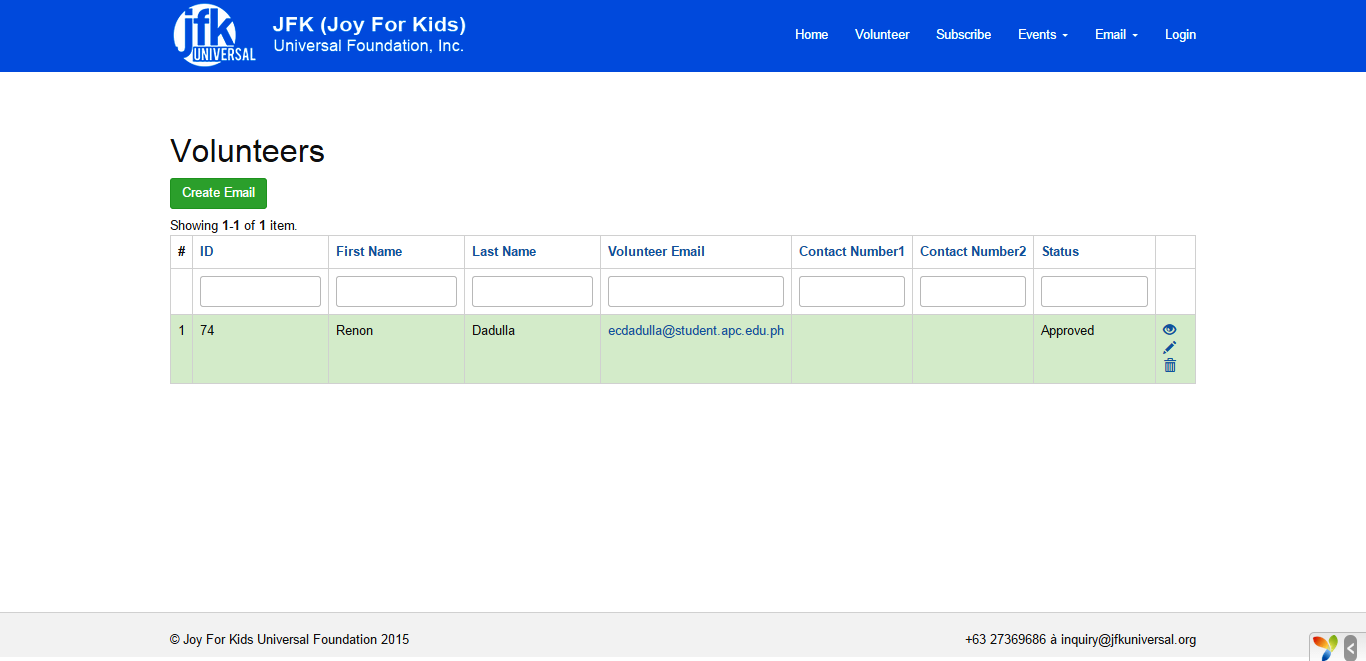 jfk
UNIVERSAL
JFK (Joy For Kids)
Universal Foundation, Inc.
Home Volunteer Subscribe Events Email Login
Volunteers
Create Email
Showing 1-1 of 1 item.
# ID First Name Last Name Volunteer Email Contact Number1 Contact Number2 Status
1 74 Renon Dadulla ecdadulla@student.apc.edu.ph Approved
© Joy For Kids Universal Foundation 2015 +63 27369686 à inquiry@jfkuniversal.org